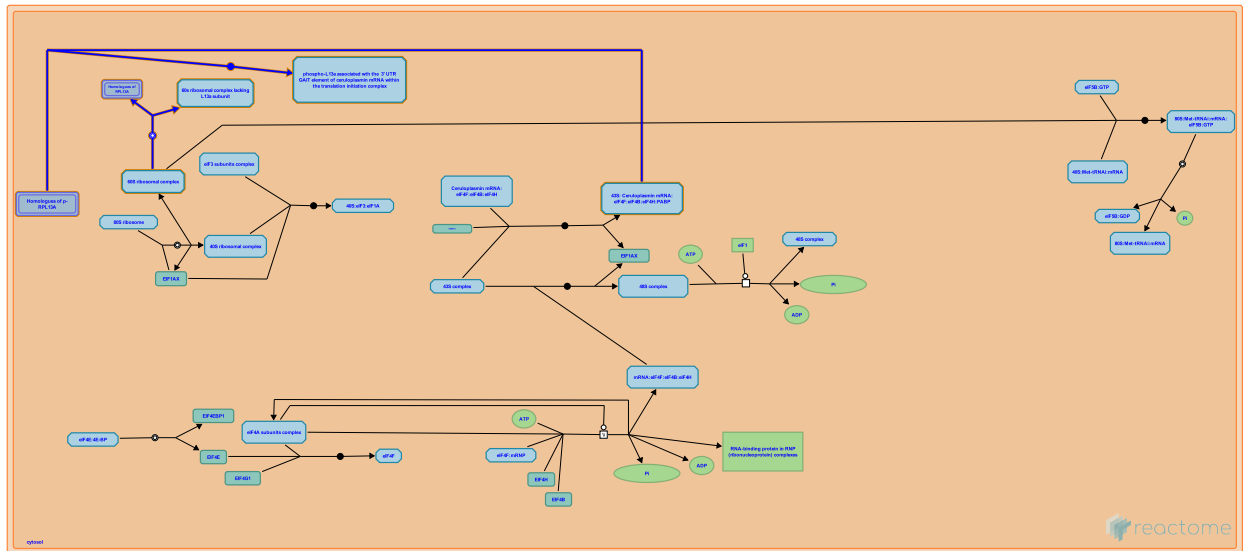 phospho-L13a associated with the 3' UTR
GAIT element of ceruloplasmin mRNA within
the translation initiation complex
Homologues of
RPL13A
60s ribosomal complex lacking
L13a subunit
eIF5B:GTP
80S:Met-tRNAi:mRNA:
eIF5B:GTP
eIF3 subunits complex
40S:Met-tRNAi:mRNA
60S ribosomal complex
Homologues of p-
RPL13A
40S:eIF3:eIF1A
Ceruloplasmin mRNA:
eIF4F:eIF4B:eIF4H
43S: Ceruloplasmin mRNA:
eIF4F:eIF4B:eIF4H:PABP
eIF5B:GDP
Pi
80S ribosome
40S ribosomal complex
80S:Met-tRNAi:mRNA
EIF1AX
EIF1AX
ATP
eIF1
48S complex
43S complex
48S complex
Pi
ADP
mRNA:eIF4F:eIF4B:eIF4H
EIF4EBP1
ATP
eIF4E:4E-BP
eIF4A subunits complex
EIF4E
eIF4F
eIF4F:mRNP
RNA-binding protein in RNP
(ribonucleoprotein) complexes
EIF4G1
EIF4H
Pi
ADP
EIF4B
cytosol
reactome